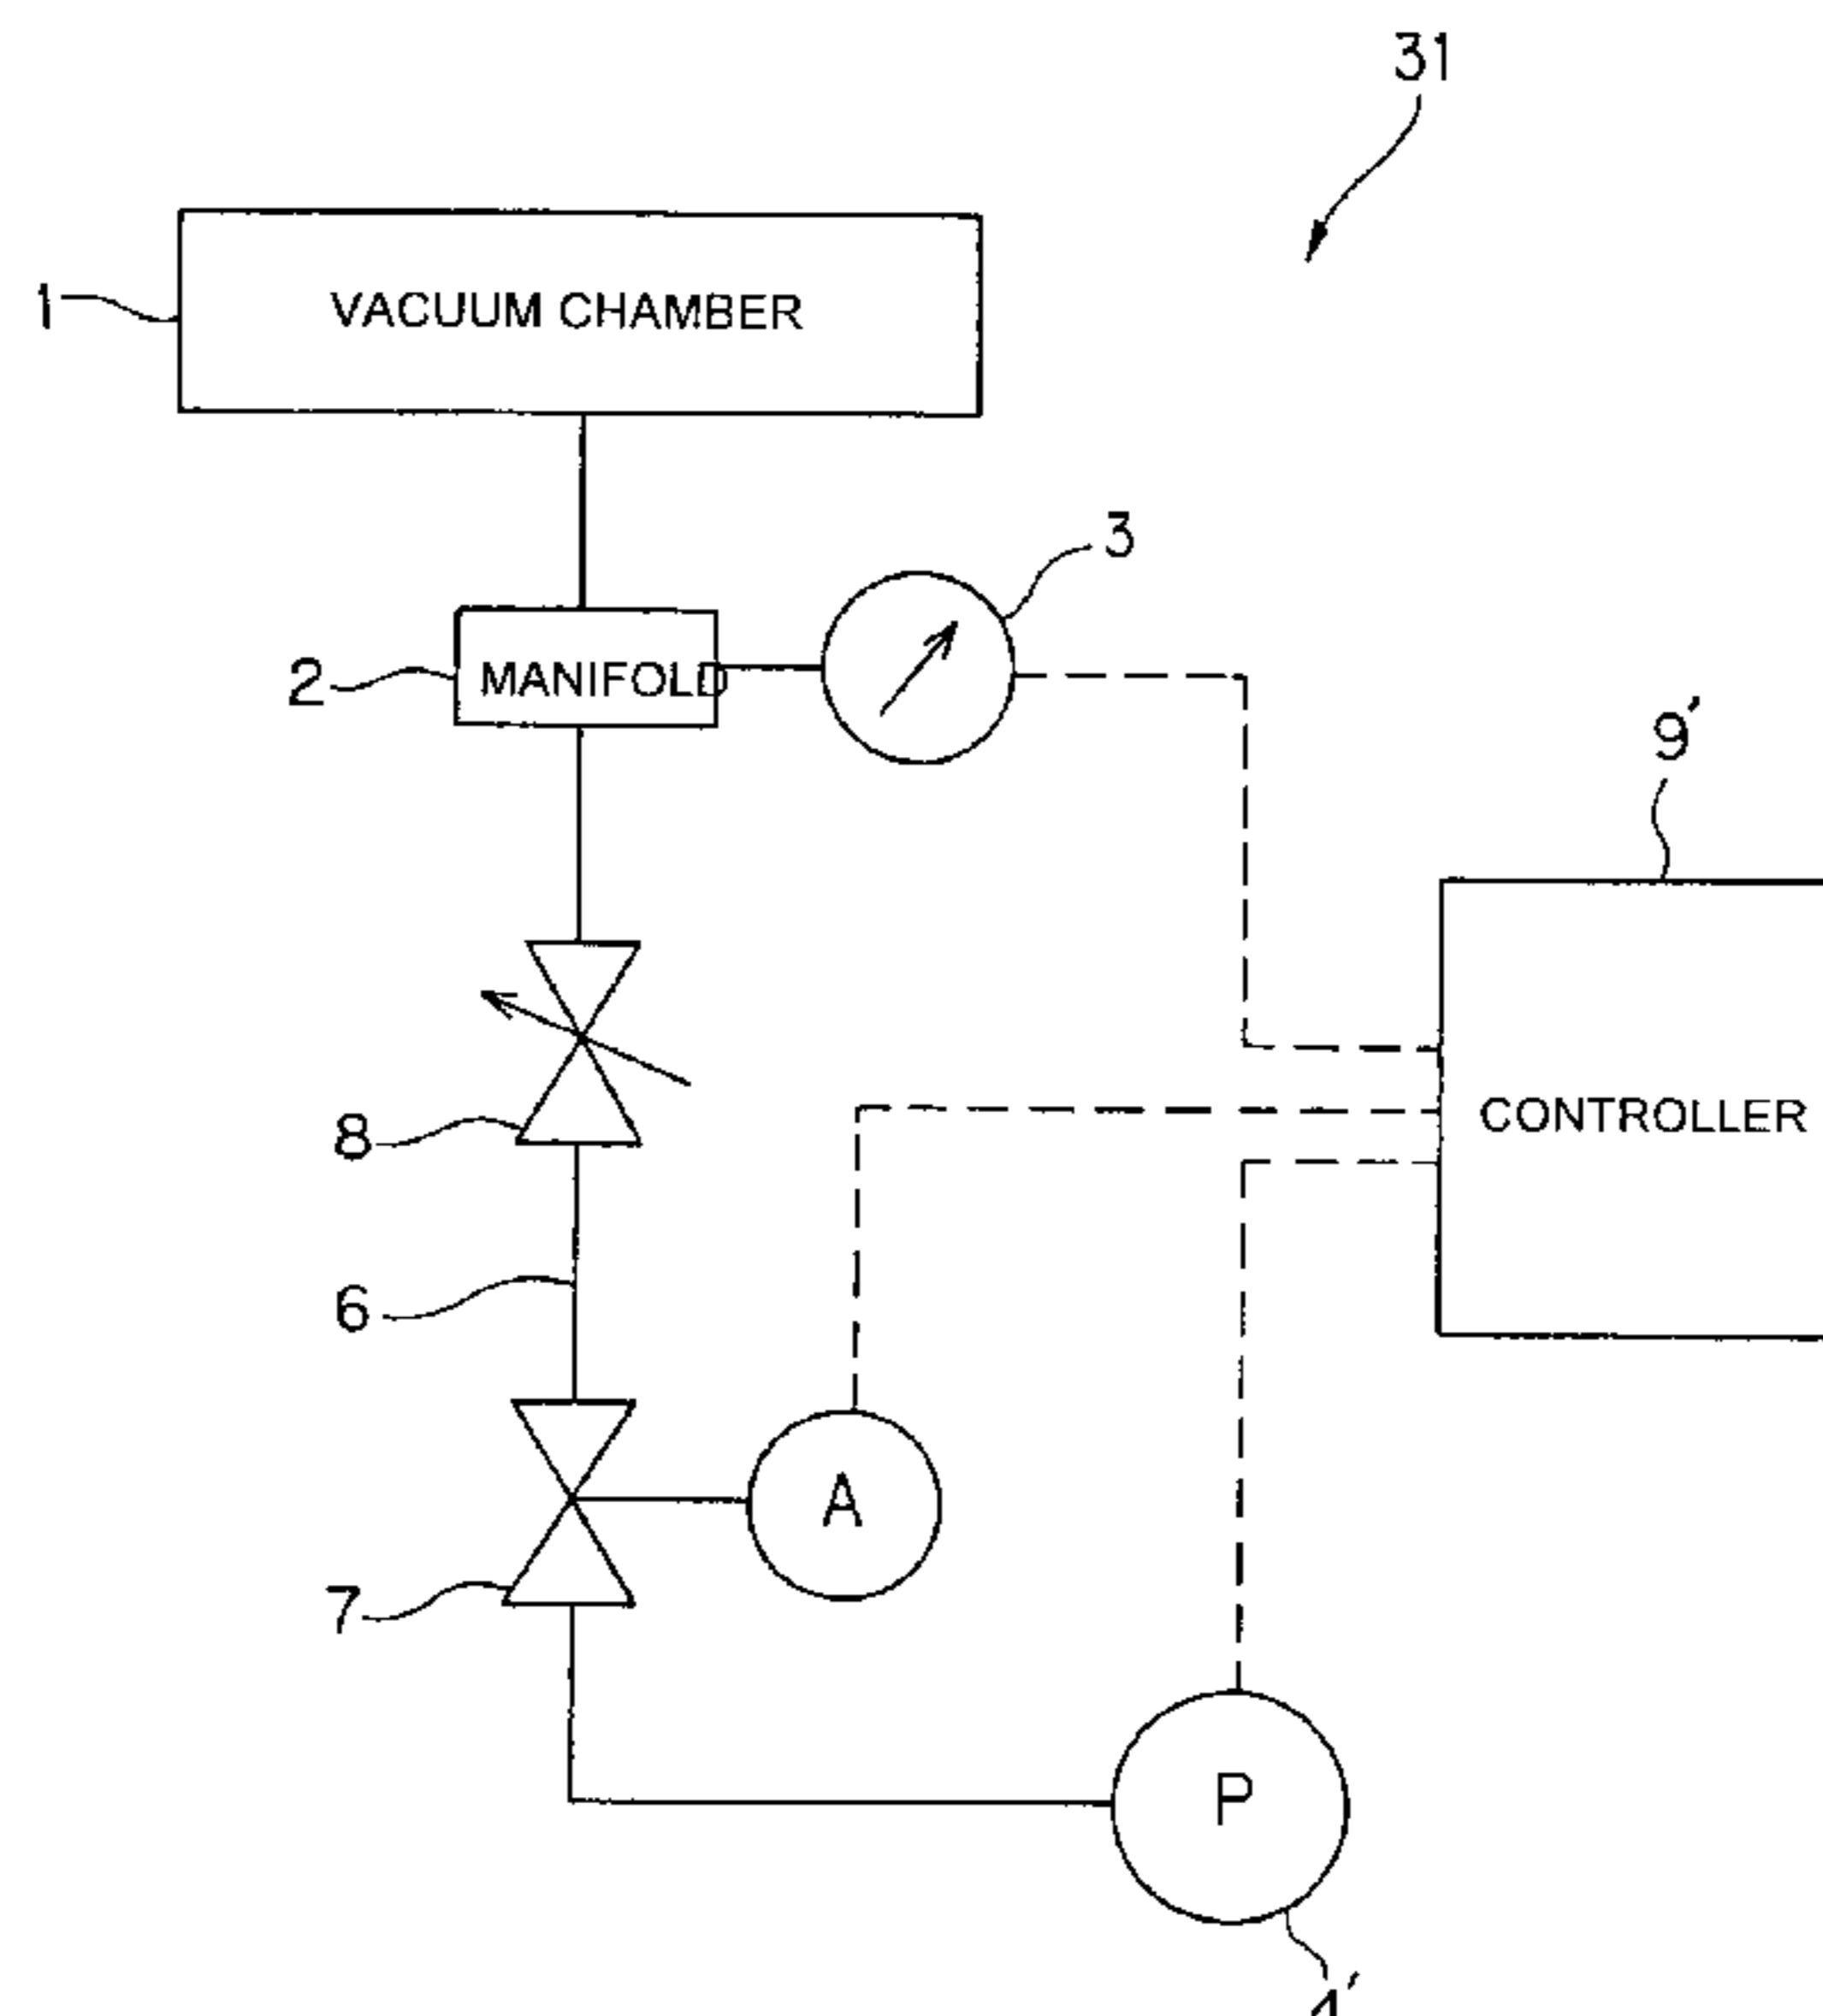 31
1
VACUUM CHAMBER
3
2
MANIFOLD
9′
CONTROLLER
8
6
A
7
P
4′